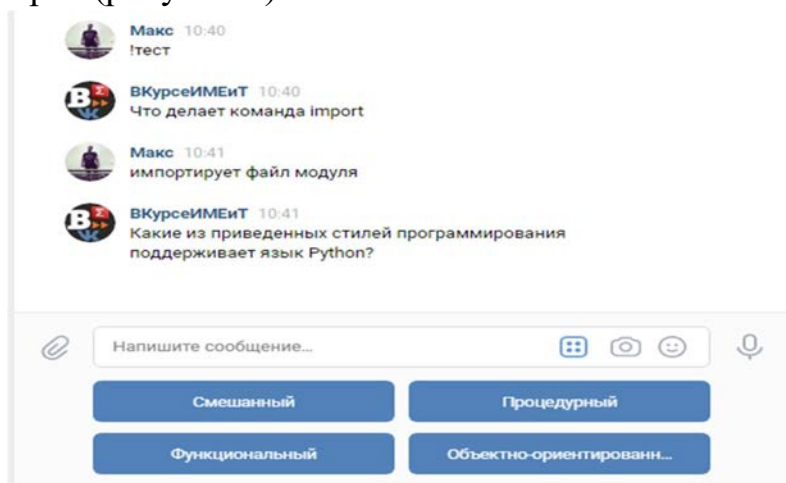 Макс 10:40
!тест
ВКурсеИМЕиТ 10:40
Что делает команда import
Макс 10:41
импортирует файл модуля
ВКурсеИМЕиТ 10:41
Какие из приведенных стилей программирования
поддерживает язык Python?
Напишите сообщение...
Смешанный
Процедурный
Функциональный
Объектно-ориентированн...